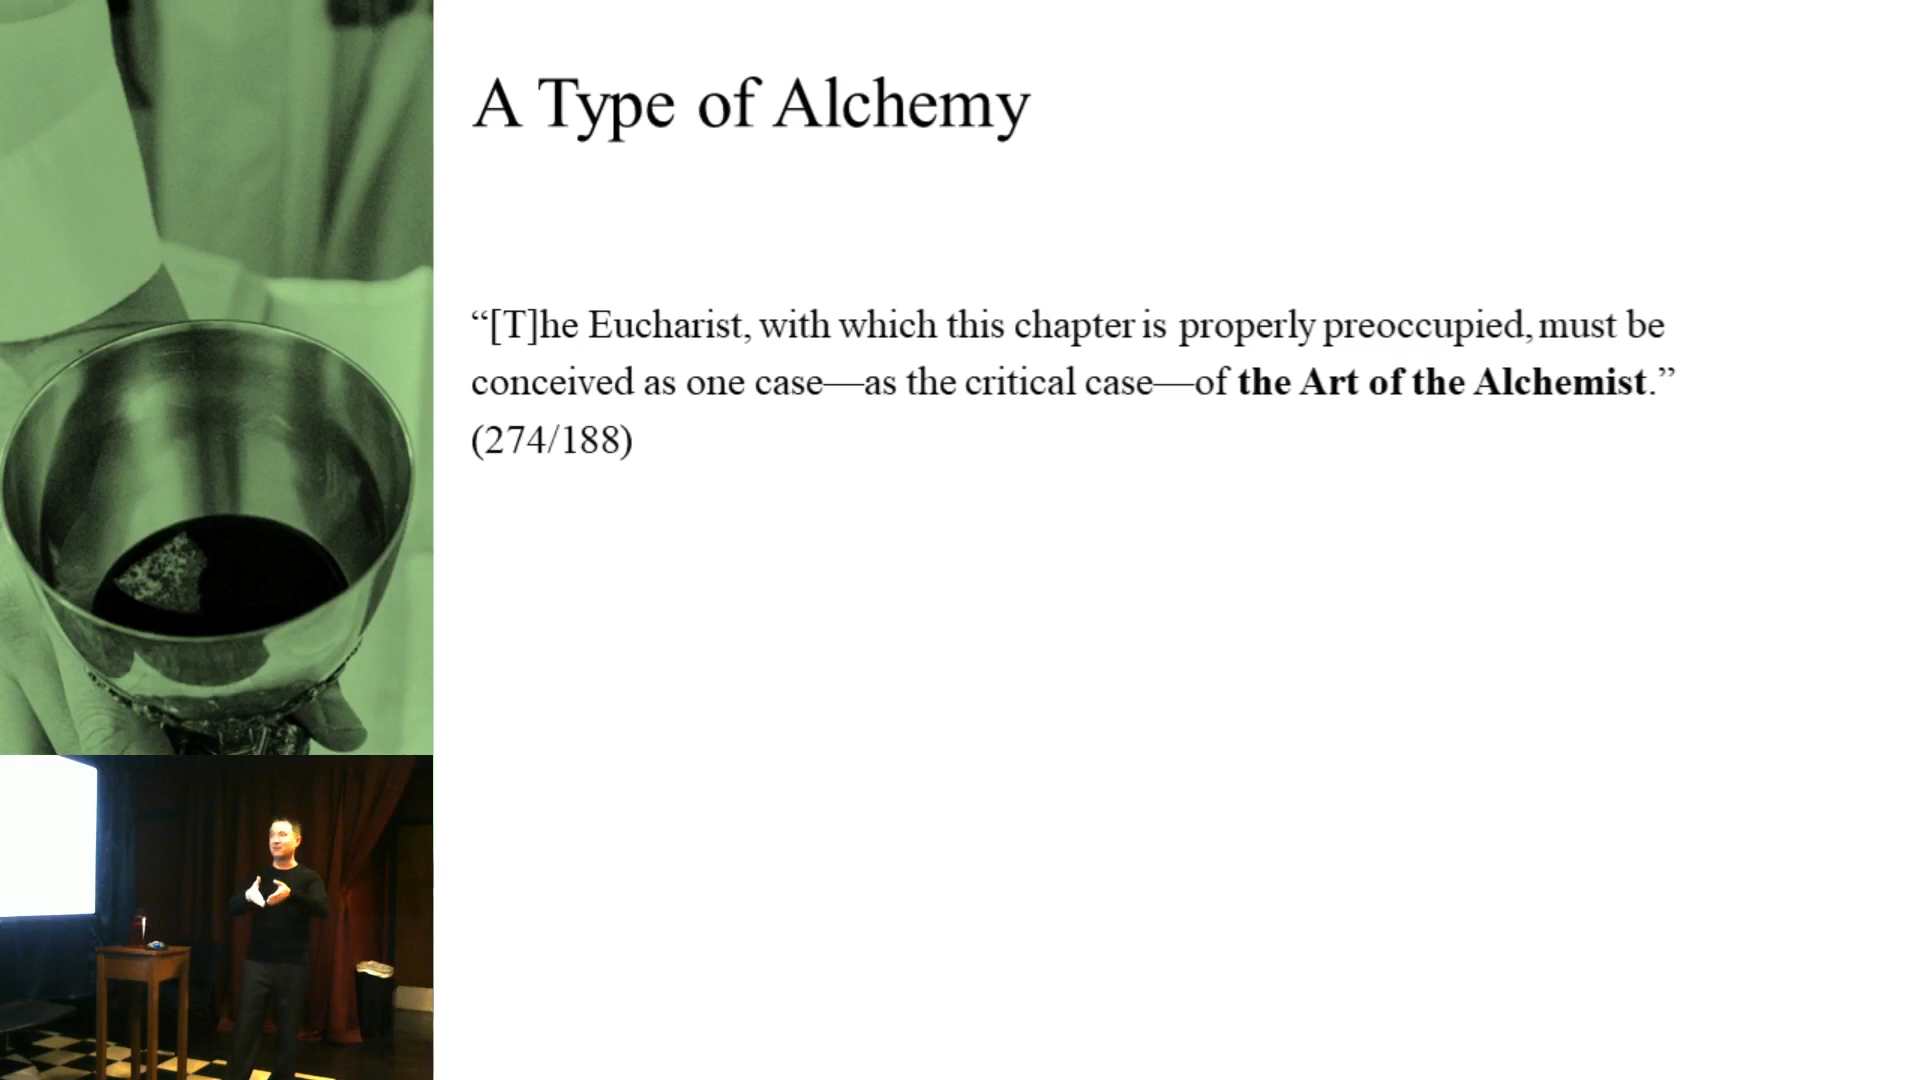 A Type of Alchemy
“[T]he Eucharist, with which this chapter is properly preoccupied, must be
conceived as one case—as the critical case—of the Art of the Alchemist.”
(274/188)